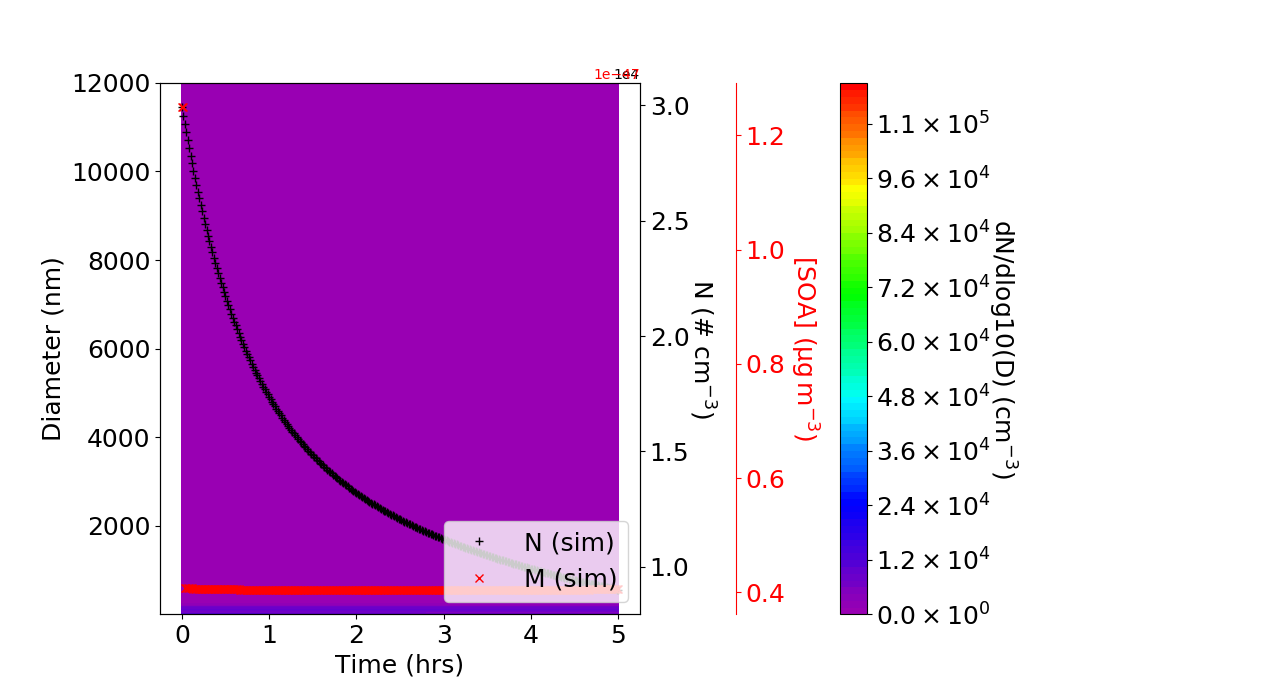 1e4
12000
10000
8000
6000
4000
2000
Diameter (nm)
0
1
2
3
4
5
Time (hrs)
N (sim)
M (sim)
3.0
2.5
2.0
1.5
1.0
N (# cm⁻³)
1.2
1.0
0.8
0.6
0.4
[SOA] (µg m⁻³)
1.1 × 10⁵
9.6 × 10⁴
8.4 × 10⁴
7.2 × 10⁴
6.0 × 10⁴
4.8 × 10⁴
3.6 × 10⁴
2.4 × 10⁴
1.2 × 10⁴
0.0 × 10⁰
dN/dlog10(D) (cm⁻³)